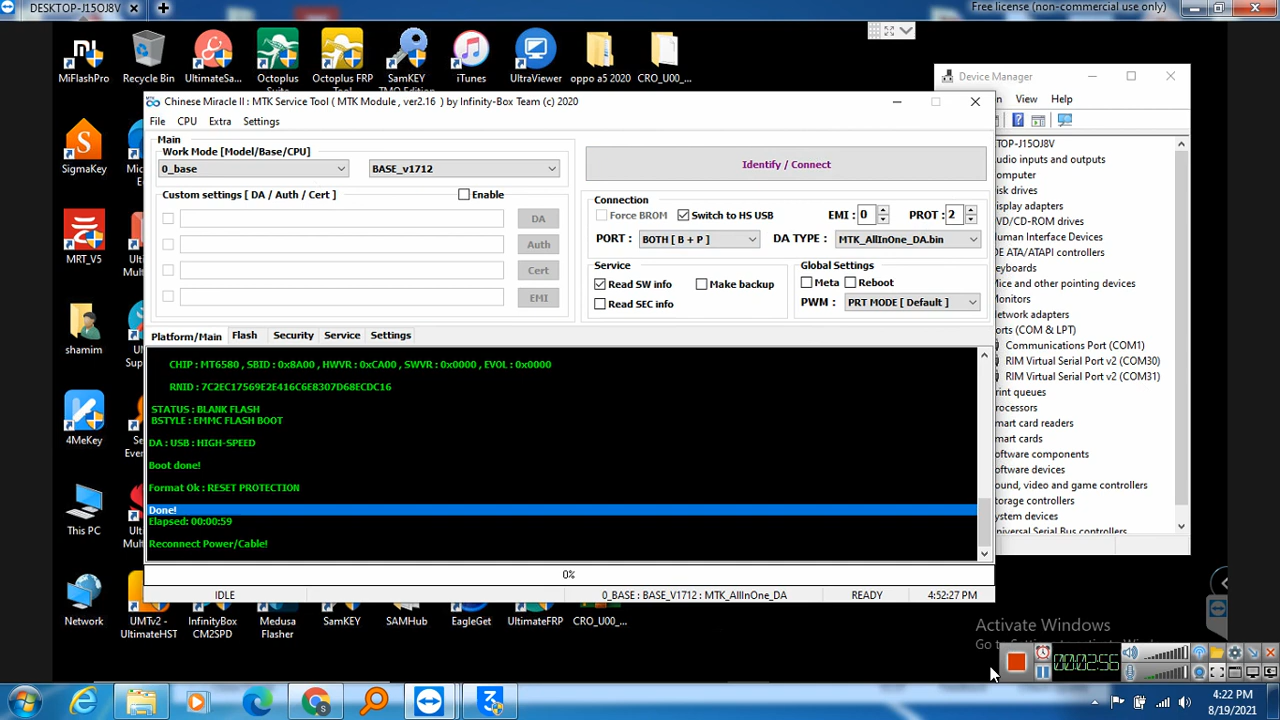 DESKTOP-J15OJ8V
Free license (non-commercial use only)
MiFlashPro
Recycle Bin
UltimateSa...
Octoplus
Octoplus FRP
SamKEY
iTunes
UltraViewer
oppo a5 2020
CRO_U00_...
Device Manager
View Help
Chinese Miracle II : MTK Service Tool ( MTK Module , ver2.16 ) by Infinity-Box Team (c) 2020
File CPU Extra Settings
Main
Work Mode [Model/Base/CPU]
0_base
BASE_v1712
Custom settings [ DA / Auth / Cert ]
Enable
DA
Auth
Cert
EMI
Identify / Connect
Connection
Force BROM
Switch to HS USB
EMI : 0
PROT : 2
PORT : BOTH [ B + P ]
DA TYPE : MTK_AllInOne_DA.bin
Service
Read SW info
Make backup
Read SEC info
Global Settings
Meta
Reboot
PWM : PRT MODE [ Default ]
Platform/Main Flash Security Service Settings
CHIP : MT6580 , SBID : 0x8A00 , HWVR : 0xCA00 , SWVR : 0x0000 , EVOL : 0x0000
RNID : 7C2EC17569E2E416C6E8307D68ECDC16
STATUS : BLANK FLASH
BSTYLE : EMMC FLASH BOOT
DA : USB : HIGH-SPEED
Boot done!
Format Ok : RESET PROTECTION
Done!
Elapsed: 00:00:59
Reconnect Power/Cable!
0%
IDLE
0_BASE : BASE_V1712 : MTK_AllInOne_DA
READY
4:52:27 PM
TOP-J15OJ8V
udio inputs and outputs
omputer
isk drives
isplay adapters
VD/CD-ROM drives
uman Interface Devices
DE ATA/ATAPI controllers
eyboards
Mice and other pointing devices
Monitors
etwork adapters
orts (COM & LPT)
Communications Port (COM1)
RIM Virtual Serial Port v2 (COM30)
RIM Virtual Serial Port v2 (COM31)
rint queues
rocessors
mart card readers
mart cards
oftware components
oftware devices
ound, video and game controllers
torage controllers
ystem devices
niversal Serial Bus controllers
SigmaKey
MRT_V5
shamim
4MeKey
This PC
Network
UMTv2 - UltimateHST
InfinityBox CM2SPD
Medusa Flasher
SamKEY
SAMHub
EagleGet
UltimateFRP
CRO_U00_...
Activate Windows
00:02:56
4:22 PM
8/19/2021